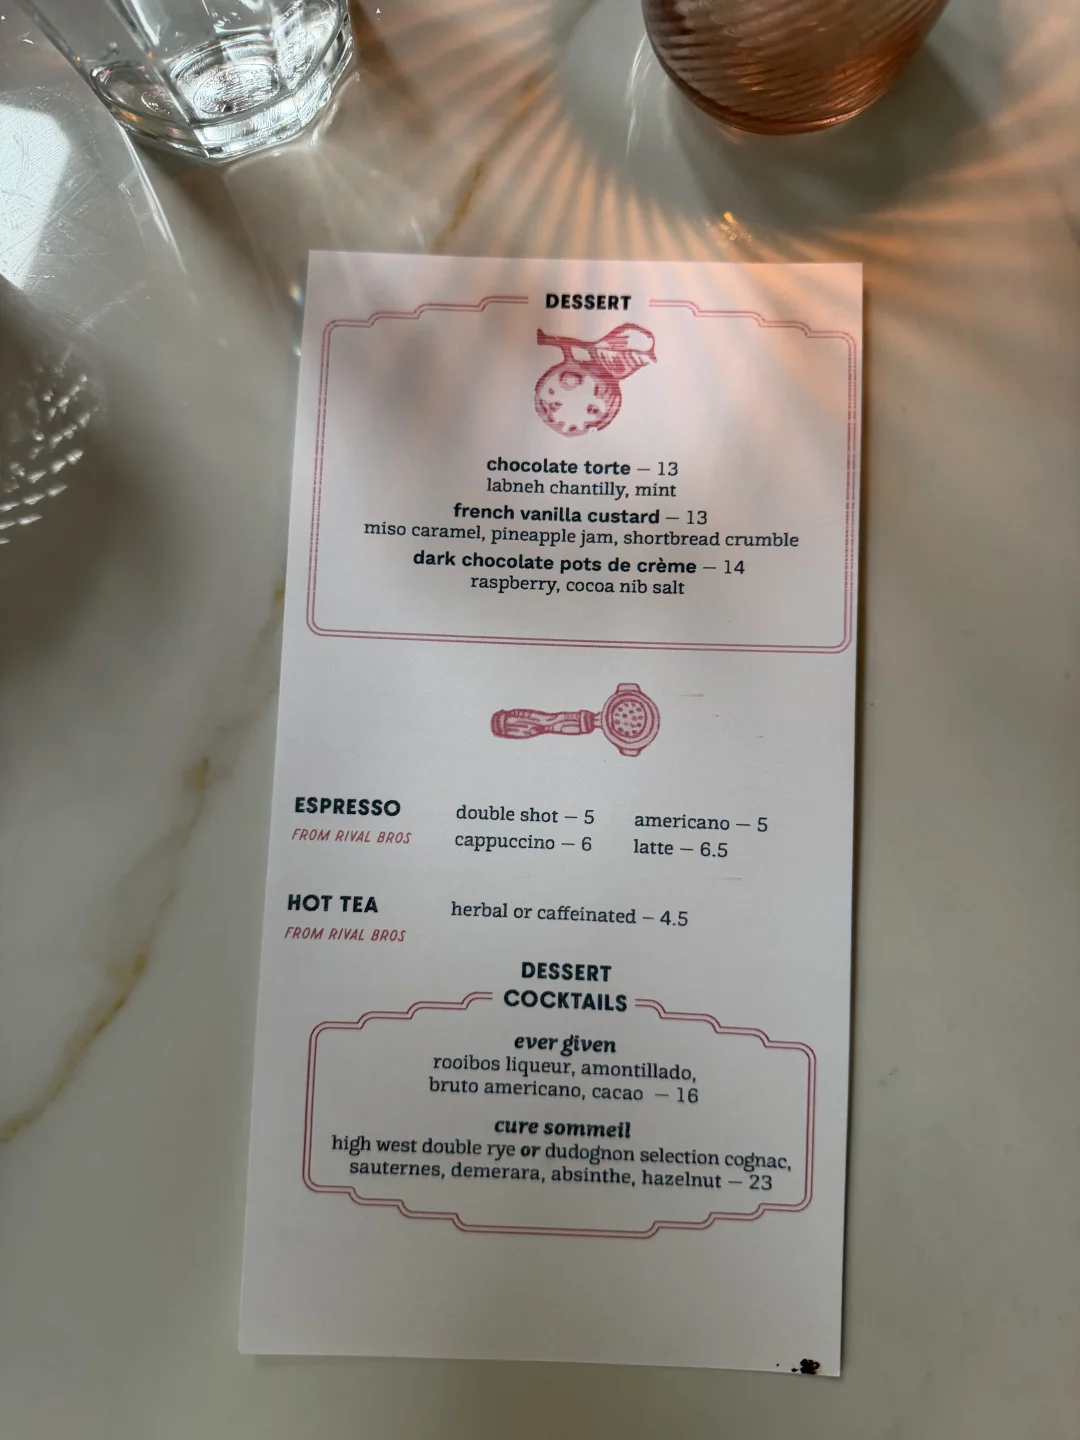 DESSERT
chocolate torte — 13
labneh chantilly, mint
french vanilla custard — 13
miso caramel, pineapple jam, shortbread crumble
dark chocolate pots de crème — 14
raspberry, cocoa nib salt
ESPRESSO
FROM RIVAL BROS
double shot — 5
americano — 5
cappuccino — 6
latte — 6.5
HOT TEA
FROM RIVAL BROS
herbal or caffeinated — 4.5
DESSERT
COCKTAILS
ever given
rooibos liqueur, amontillado,
bruto americano, cacao — 16
cure sommeil
high west double rye or dudognon selection cognac,
sauternes, demerara, absinthe, hazelnut — 23